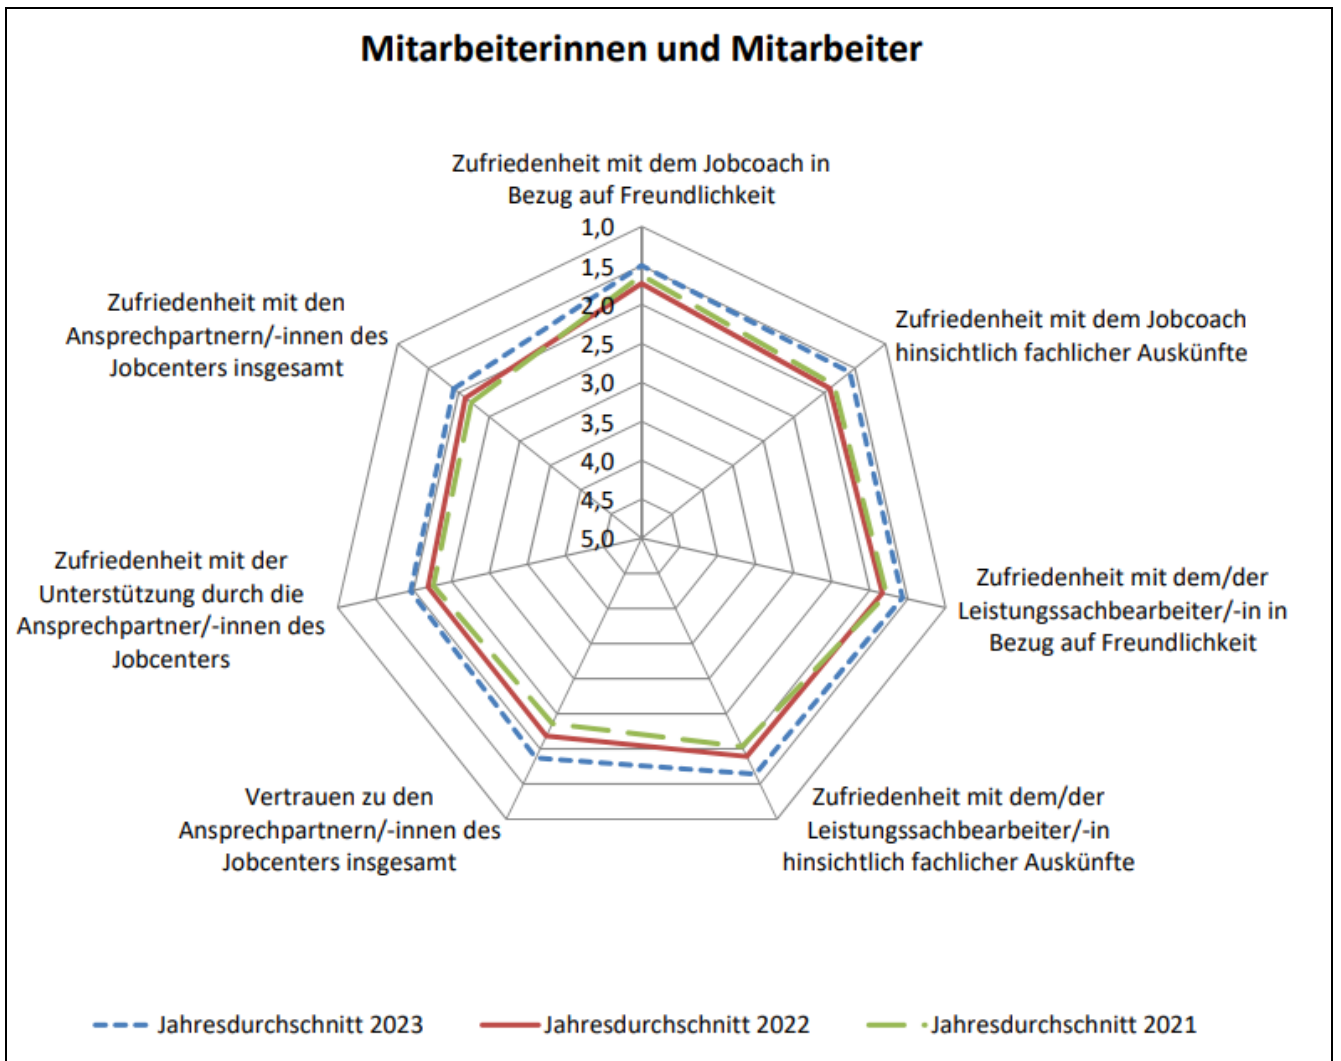 Mitarbeiterinnen und Mitarbeiter
Zufriedenheit mit dem Jobcoach in
Bezug auf Freundlichkeit
1,0
1,5
2,0
2,5
3,0
3,5
4,0
4,5
5,0
Zufriedenheit mit dem Jobcoach
hinsichtlich fachlicher Auskünfte
Zufriedenheit mit dem/der
Leistungssachbearbeiter/-in in
Bezug auf Freundlichkeit
Zufriedenheit mit dem/der
Leistungssachbearbeiter/-in
hinsichtlich fachlicher Auskünfte
Vertrauen zu den
Ansprechpartnern/-innen des
Jobcenters insgesamt
Zufriedenheit mit der
Unterstützung durch die
Ansprechpartner/-innen des
Jobcenters
Zufriedenheit mit den
Ansprechpartnern/-innen des
Jobcenters insgesamt
Jahresdurchschnitt 2023
Jahresdurchschnitt 2022
Jahresdurchschnitt 2021